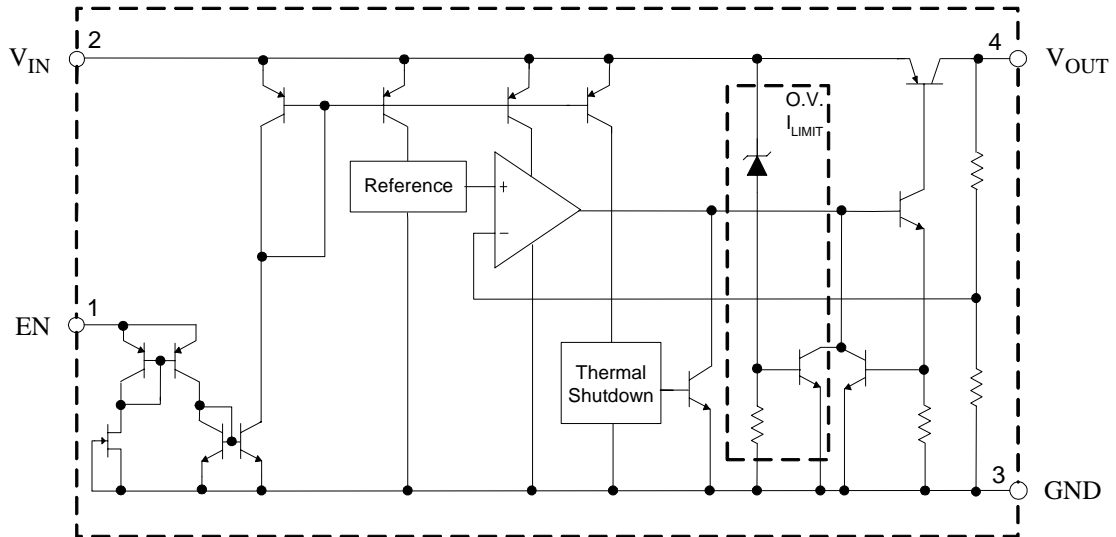 2
V_IN
4
V_OUT
O.V.
I_LIMIT
Reference
+
−
1
EN
Thermal
Shutdown
3
GND